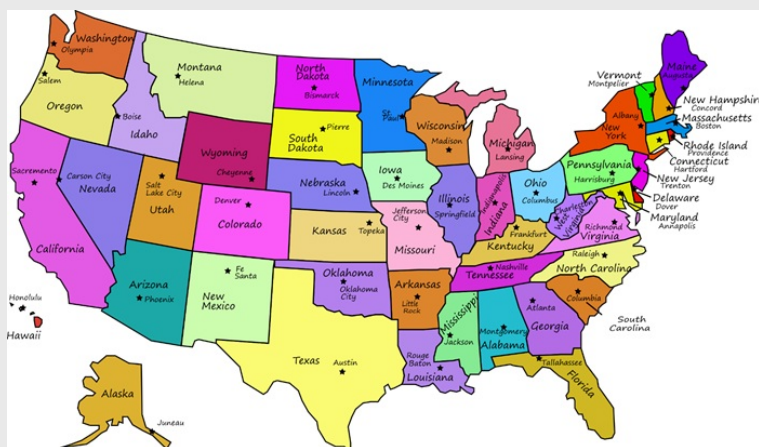 Washington
Olympia
Montana
Helena
North
Dakota
Bismarck
Minnesota
St.
Paul
Maine
Augusta
Vermont
Montpelier
New Hampshire
Concord
Massachusetts
Boston
Rhode Island
Providence
Connecticut
Hartford
New Jersey
Trenton
Delaware
Dover
Maryland
Annapolis
Salem
Oregon
Boise
Idaho
Wyoming
Cheyenne
Pierre
South
Dakota
Wisconsin
Madison
Michigan
Lansing
Albany
New
York
Pennsylvania
Harrisburg
Sacramento
California
Carson City
Nevada
Salt
Lake City
Utah
Denver
Colorado
Nebraska
Lincoln
Iowa
Des Moines
Illinois
Springfield
Indianapolis
Indiana
Ohio
Columbus
Charleston
West
Virginia
Richmond
Virginia
Kansas
Topeka
Jefferson
City
Missouri
Frankfurt
Kentucky
Nashville
Tennessee
Raleigh
North Carolina
Arizona
Phoenix
Fe
Santa
New
Mexico
Oklahoma
Oklahoma
City
Arkansas
Little
Rock
Mississippi
Jackson
Montgomery
Alabama
Atlanta
Georgia
Columbia
South
Carolina
Texas
Austin
Rouge
Baton
Louisiana
Tallahassee
Florida
Honolulu
Hawaii
Alaska
Juneau